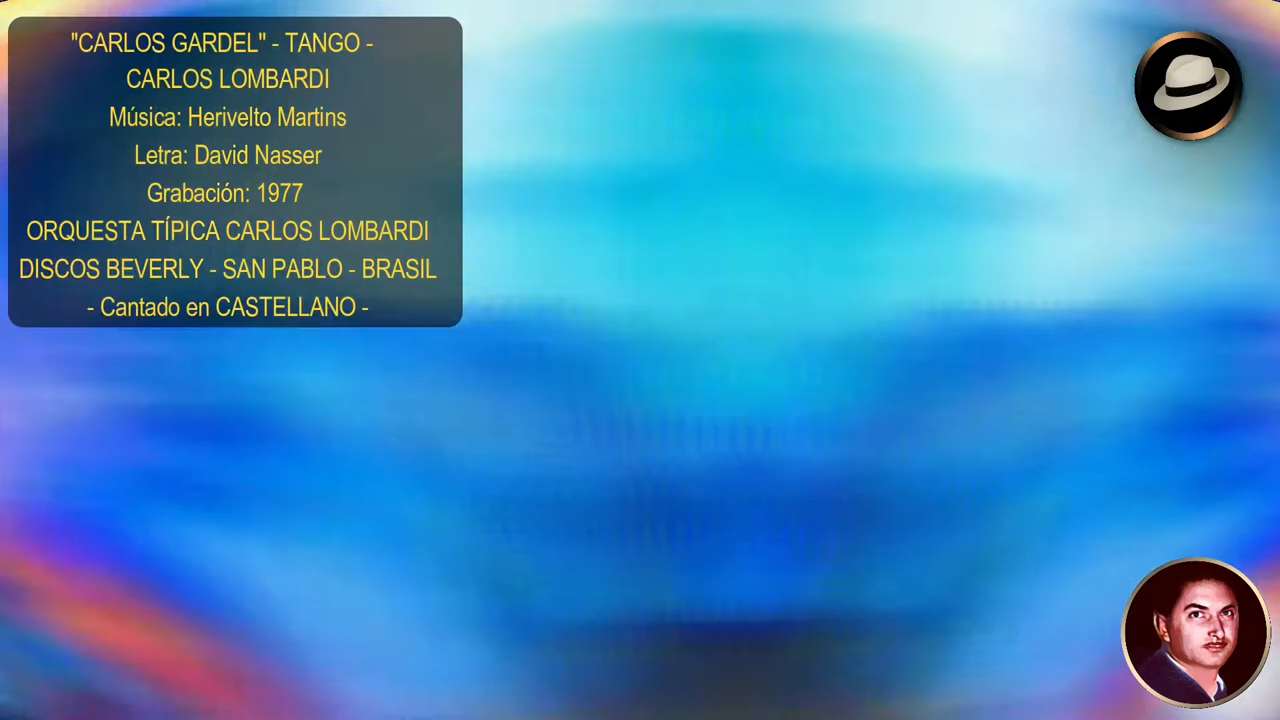 "CARLOS GARDEL" - TANGO -
CARLOS LOMBARDI
Música: Herivelto Martins
Letra: David Nasser
Grabación: 1977
ORQUESTA TÍPICA CARLOS LOMBARDI
DISCOS BEVERLY - SAN PABLO - BRASIL
- Cantado en CASTELLANO -